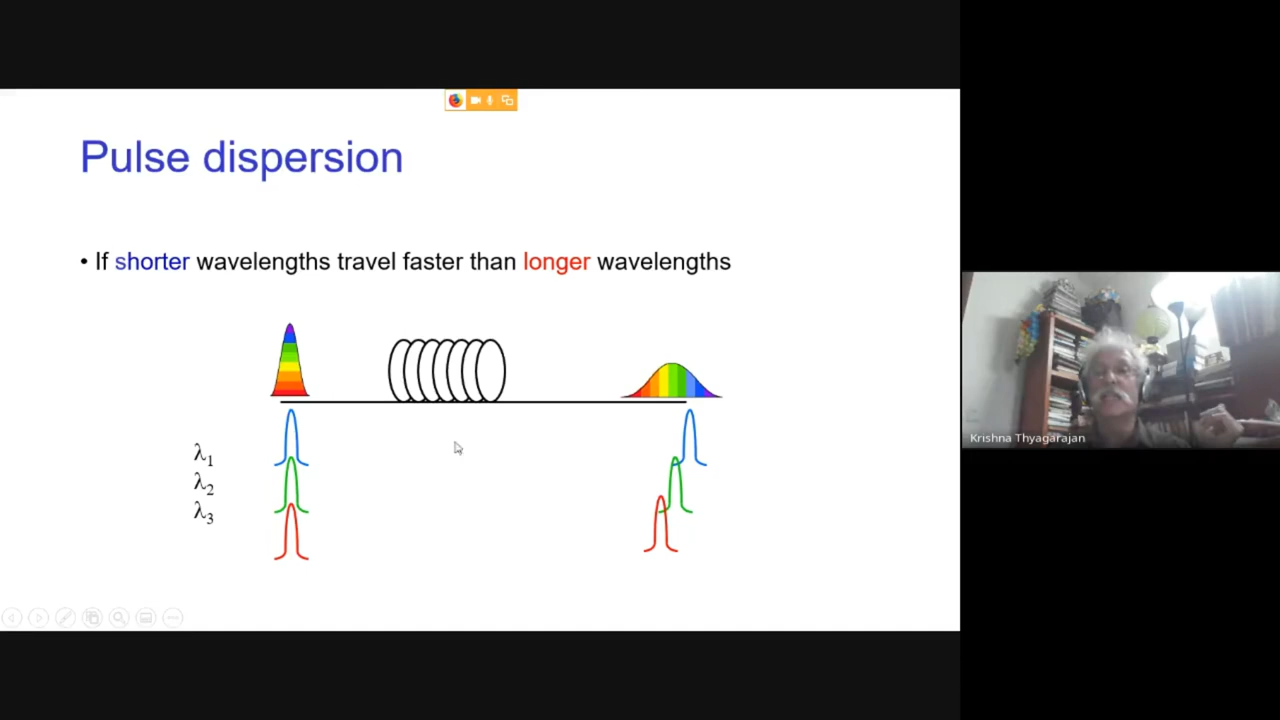 Pulse dispersion
• If shorter wavelengths travel faster than longer wavelengths
λ1
λ2
λ3
Krishna Thyagarajan